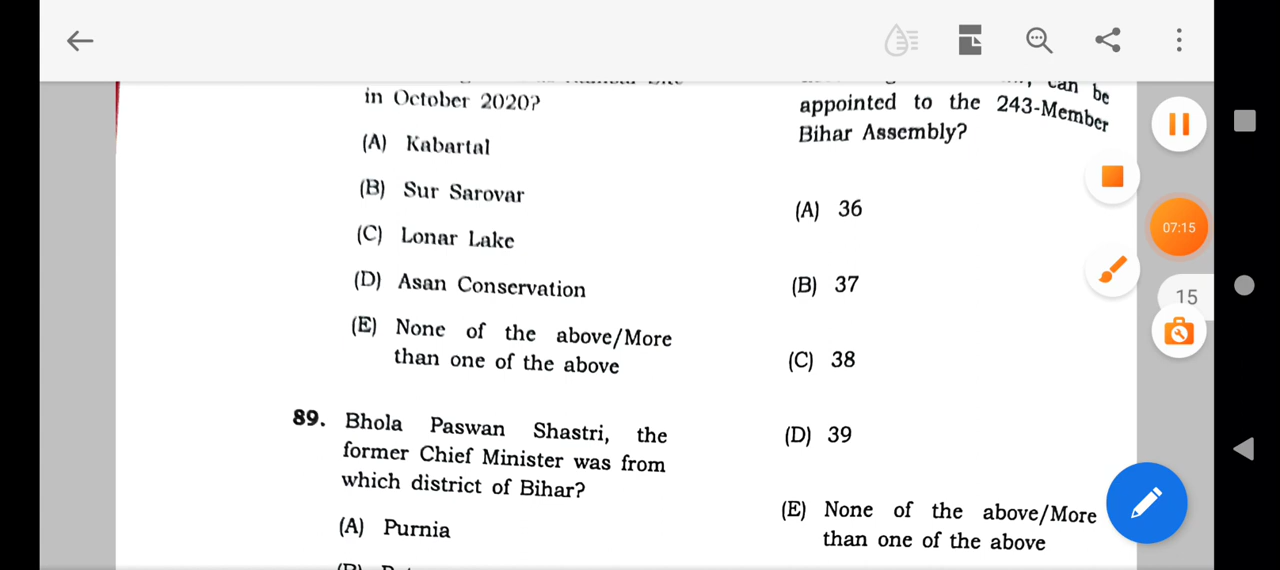 in October 2020?
(A) Kabartal
(B) Sur Sarovar
(C) Lonar Lake
(D) Asan Conservation
(E) None of the above/More
than one of the above
89. Bhola Paswan Shastri, the
former Chief Minister was from
which district of Bihar?
(A) Purnia
can be
appointed to the 243-Member
Bihar Assembly?
(A) 36
(B) 37
(C) 38
(D) 39
(E) None of the above/More
than one of the above
07:15
15